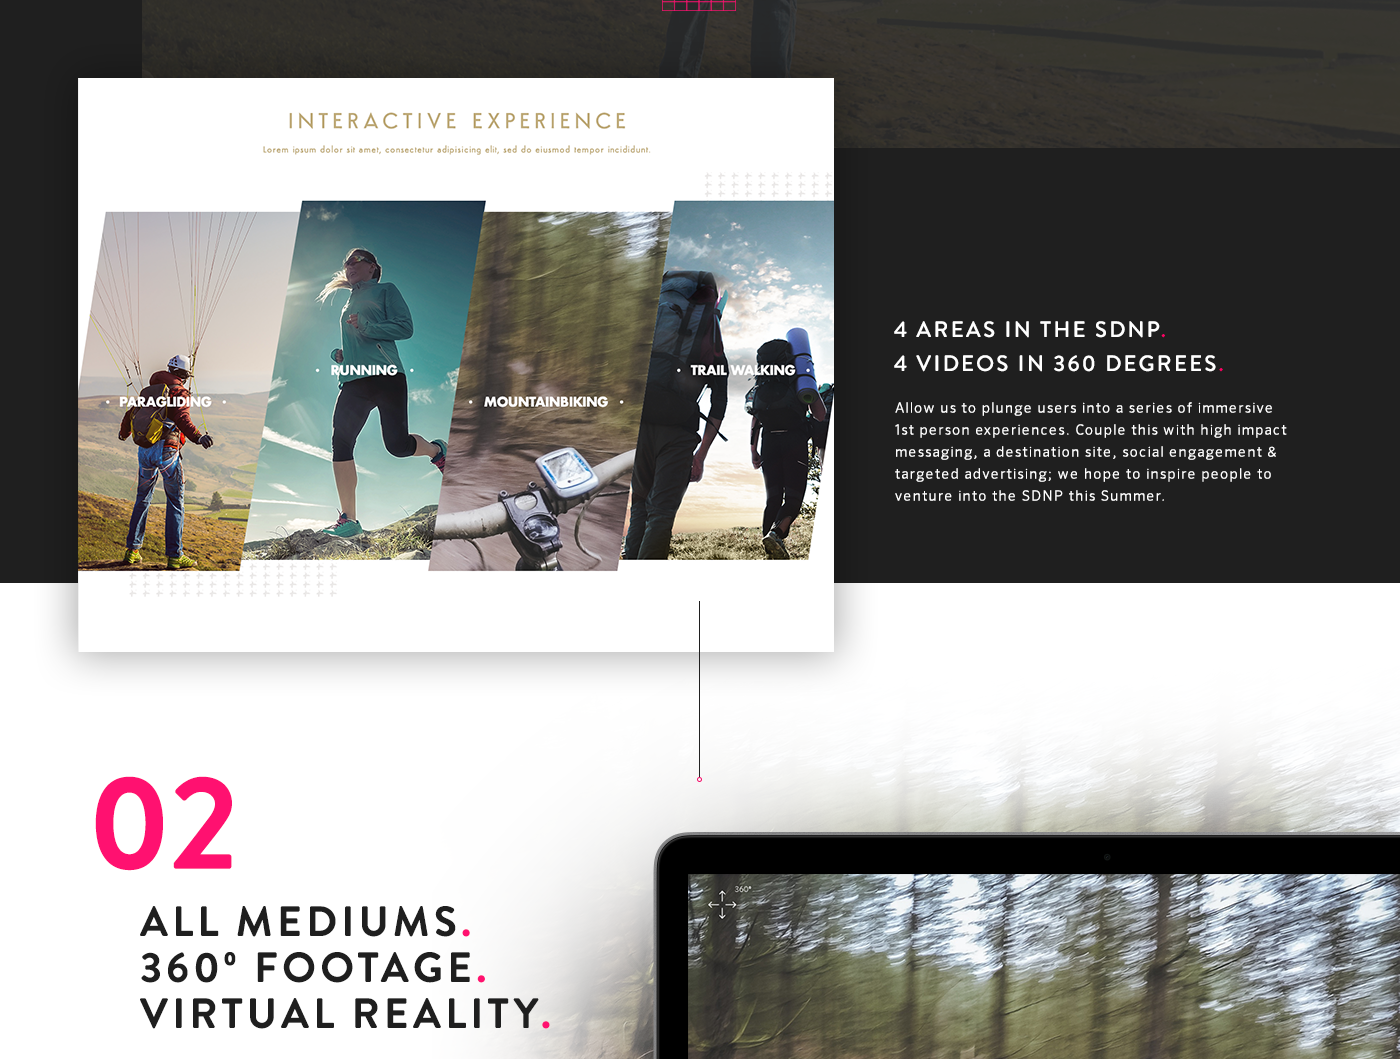 INTERACTIVE EXPERIENCE
Lorem ipsum dolor sit amet, consectetur adipisicing elit, sed do eiusmod tempor incididunt.
• PARAGLIDING •
• RUNNING •
• MOUNTAINBIKING •
• TRAIL WALKING •
4 AREAS IN THE SDNP.
4 VIDEOS IN 360 DEGREES.
Allow us to plunge users into a series of immersive
1st person experiences. Couple this with high impact
messaging, a destination site, social engagement &
targeted advertising; we hope to inspire people to
venture into the SDNP this Summer.
02
ALL MEDIUMS.
360º FOOTAGE.
VIRTUAL REALITY.
360°